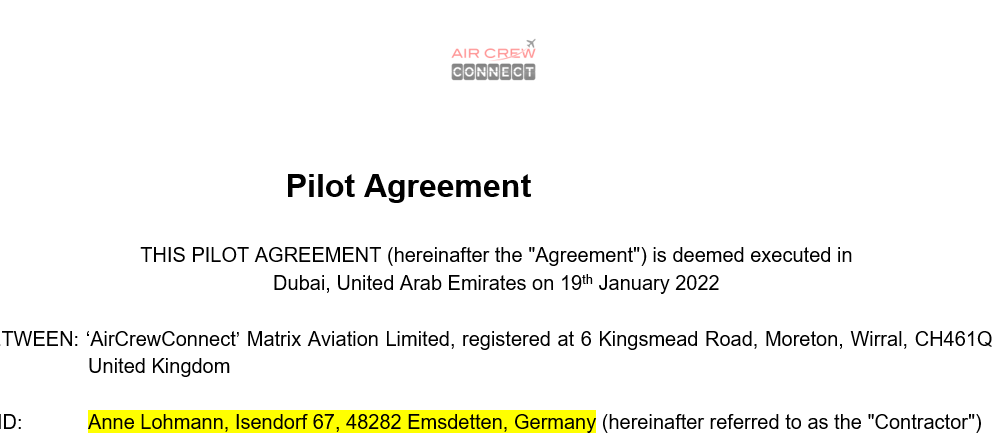 AIR CREW
CONNECT
Pilot Agreement
THIS PILOT AGREEMENT (hereinafter the "Agreement") is deemed executed in
Dubai, United Arab Emirates on 19th January 2022
TWEEN: ‘AirCrewConnect’ Matrix Aviation Limited, registered at 6 Kingsmead Road, Moreton, Wirral, CH461Q
United Kingdom
ND: Anne Lohmann, Isendorf 67, 48282 Emsdetten, Germany (hereinafter referred to as the "Contractor")